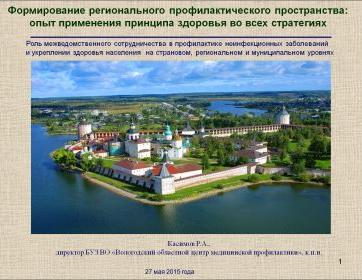 Формирование регионального профилактического пространства:
опыт применения принципа здоровья во всех стратегиях
Роль межведомственного сотрудничества в профилактике неинфекционных заболеваний
и укреплении здоровья населения на страновом, региональном и муниципальном уровнях
Касимов Р.А.,
директор БУЗ ВО «Вологодский областной центр медицинской профилактики», к.п.н.
27 мая 2015 года
1